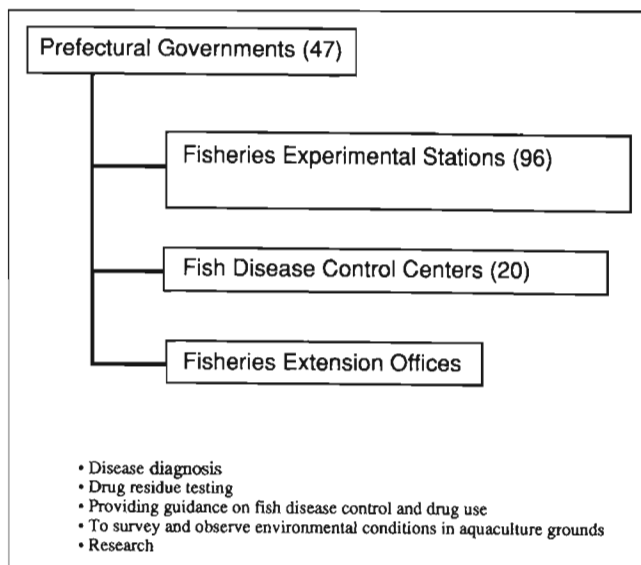 Prefectural Governments (47)
Fisheries Experimental Stations (96)
Fish Disease Control Centers (20)
Fisheries Extension Offices
• Disease diagnosis
• Drug residue testing
• Providing guidance on fish disease control and drug use
• To survey and observe environmental conditions in aquaculture grounds
• Research